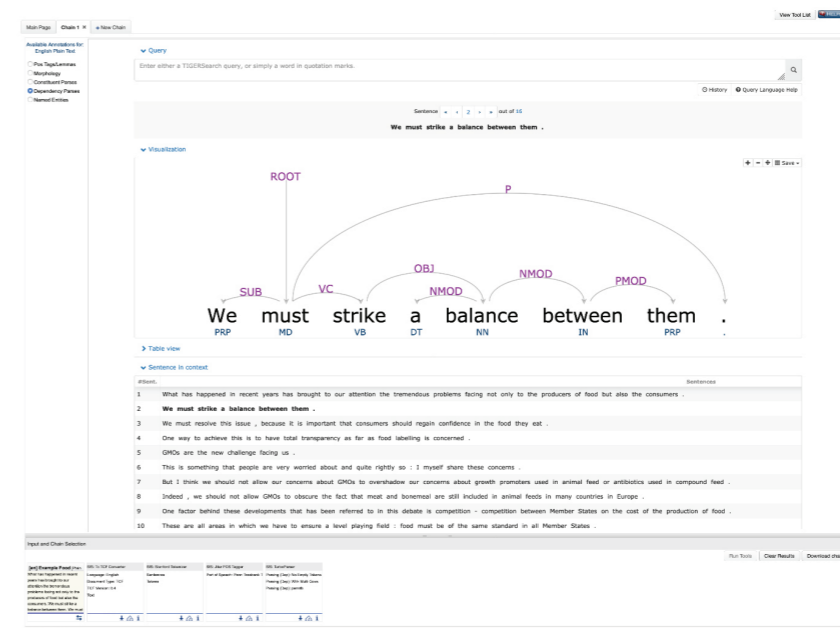 View Tool List HELP
Main Page Chain 1 × + New Chain
Available Annotations for:
English Plain Text
Pos Tags/Lemmas
Morphology
Constituent Parses
Dependency Parses
Named Entities
Query
Enter either a TIGERSearch query, or simply a word in quotation marks.
History Query Language Help
Sentence 2 out of 16
We must strike a balance between them .
Visualization
Save
ROOT
P
OBJ
NMOD
PMOD
SUB VC NMOD
We must strike a balance between them .
PRP MD VB DT NN IN PRP .
Table view
Sentence in context
#Sent. Sentences
1 What has happened in recent years has brought to our attention the tremendous problems facing not only to the producers of food but also the consumers .
2 We must strike a balance between them .
3 We must resolve this issue , because it is important that consumers should regain confidence in the food they eat .
4 One way to achieve this is to have total transparency as far as food labelling is concerned .
5 GMOs are the new challenge facing us .
6 This is something that people are very worried about and quite rightly so : I myself share these concerns .
7 But I think we should not allow our concerns about GMOs to overshadow our concerns about growth promoters used in animal feed or antibiotics used in compound feed .
8 Indeed , we should not allow GMOs to obscure the fact that meat and bonemeal are still included in animal feeds in many countries in Europe .
9 One factor behind these developments that has been referred to in this debate is competition - competition between Member States on the cost of the production of food .
10 These are all areas in which we have to ensure a level playing field : food must be of the same standard in all Member States .
Input and Chain Selection
Run Tools Clear Results Download cha